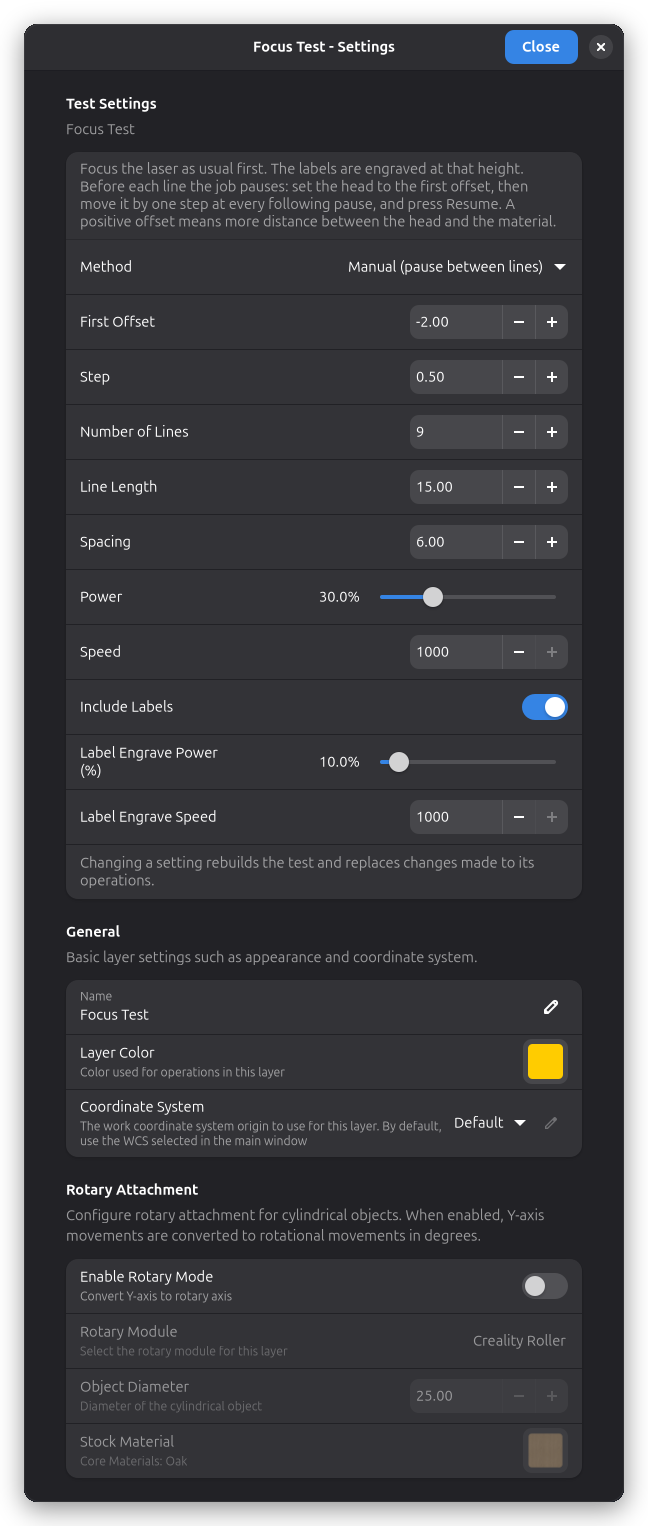 Focus Test - Settings
Close
Test Settings
Focus Test
Focus the laser as usual first. The labels are engraved at that height.
Before each line the job pauses: set the head to the first offset, then
move it by one step at every following pause, and press Resume. A
positive offset means more distance between the head and the material.
Method
Manual (pause between lines)
First Offset
-2.00
Step
0.50
Number of Lines
9
Line Length
15.00
Spacing
6.00
Power
30.0%
Speed
1000
Include Labels
Label Engrave Power
(%)
10.0%
Label Engrave Speed
1000
Changing a setting rebuilds the test and replaces changes made to its
operations.
General
Basic layer settings such as appearance and coordinate system.
Name
Focus Test
Layer Color
Color used for operations in this layer
Coordinate System
The work coordinate system origin to use for this layer. By default,
use the WCS selected in the main window
Default
Rotary Attachment
Configure rotary attachment for cylindrical objects. When enabled, Y-axis
movements are converted to rotational movements in degrees.
Enable Rotary Mode
Convert Y-axis to rotary axis
Rotary Module
Select the rotary module for this layer
Creality Roller
Object Diameter
Diameter of the cylindrical object
25.00
Stock Material
Core Materials: Oak